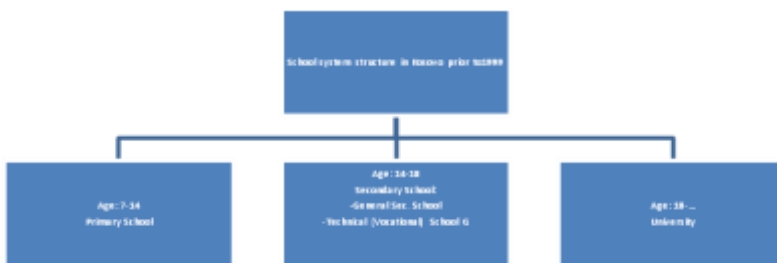 School system structure in Kosovo prior to1999
Age: 7-14
Primary School
Age: 14-18
Secondary School:
-General Sec. School
-Technical (Vocational) School G
Age: 18-...
University